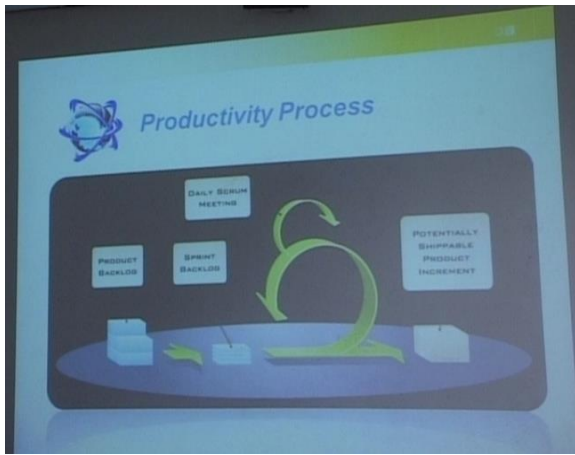 Productivity Process
DAILY SCRUM
MEETING
PRODUCT
BACKLOG
SPRINT
BACKLOG
POTENTIALLY
SHIPPABLE
PRODUCT
INCREMENT